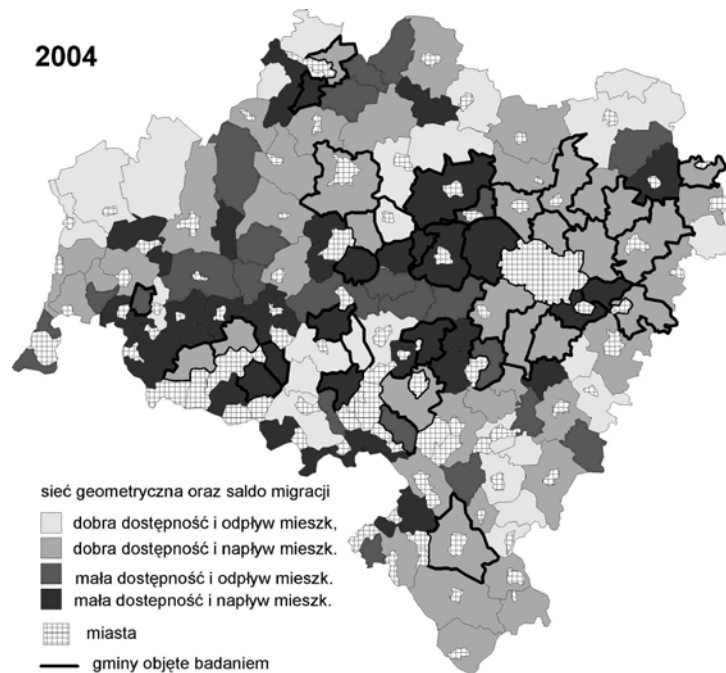 2004
sieć geometryczna oraz saldo migracji
dobra dostępność i odpływ mieszk,
dobra dostępność i napływ mieszk.
mała dostępność i odpływ mieszk.
mała dostepność i napływ mieszk.
miasta
gminy objęte badaniem